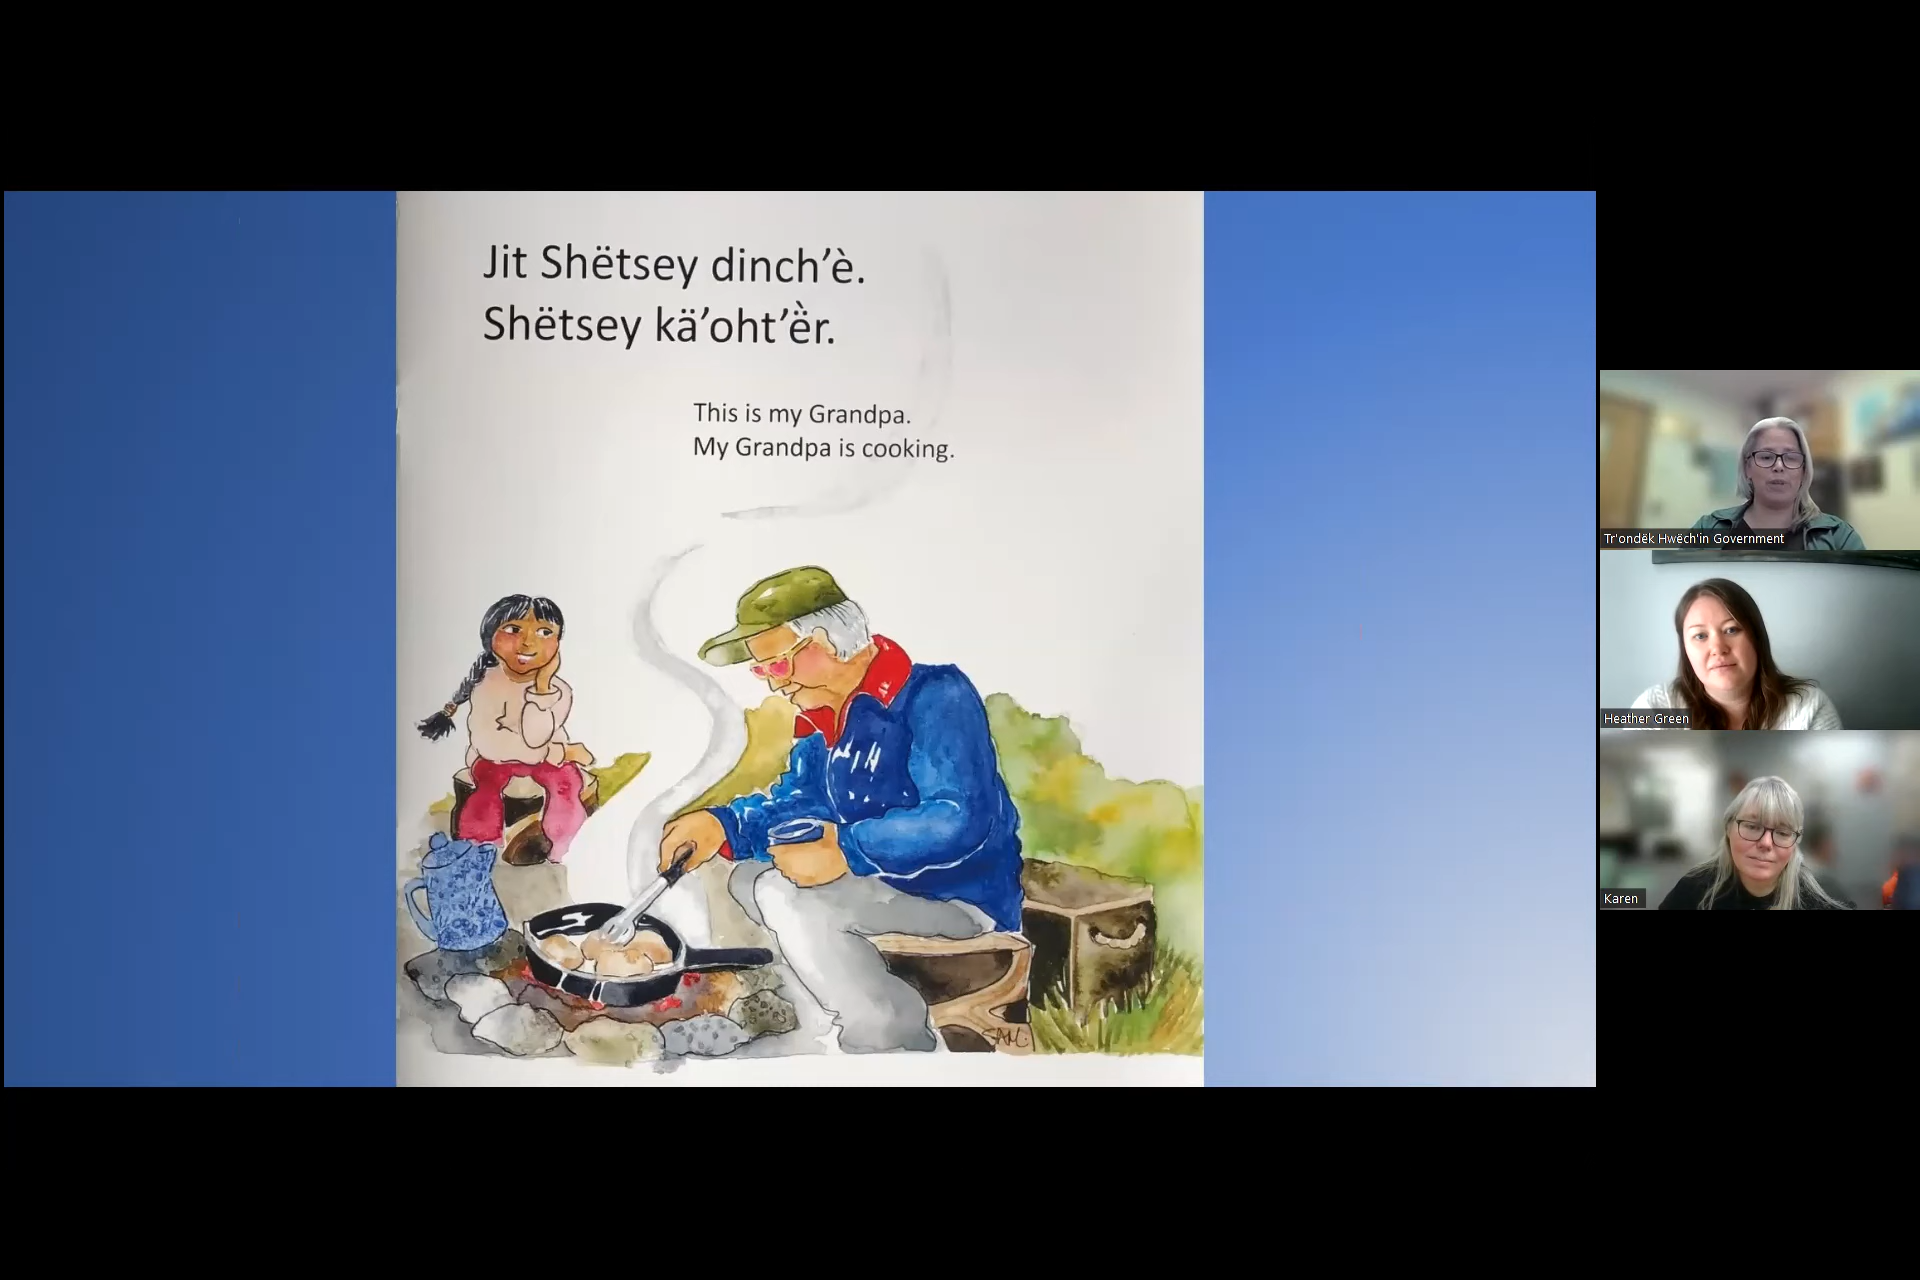 Jit Shëtsey dinch’è.
Shëtsey kä’oht’ë̀r.
This is my Grandpa.
My Grandpa is cooking.
SAM.
Tr'ondëk Hwëch'in Government
Heather Green
Karen